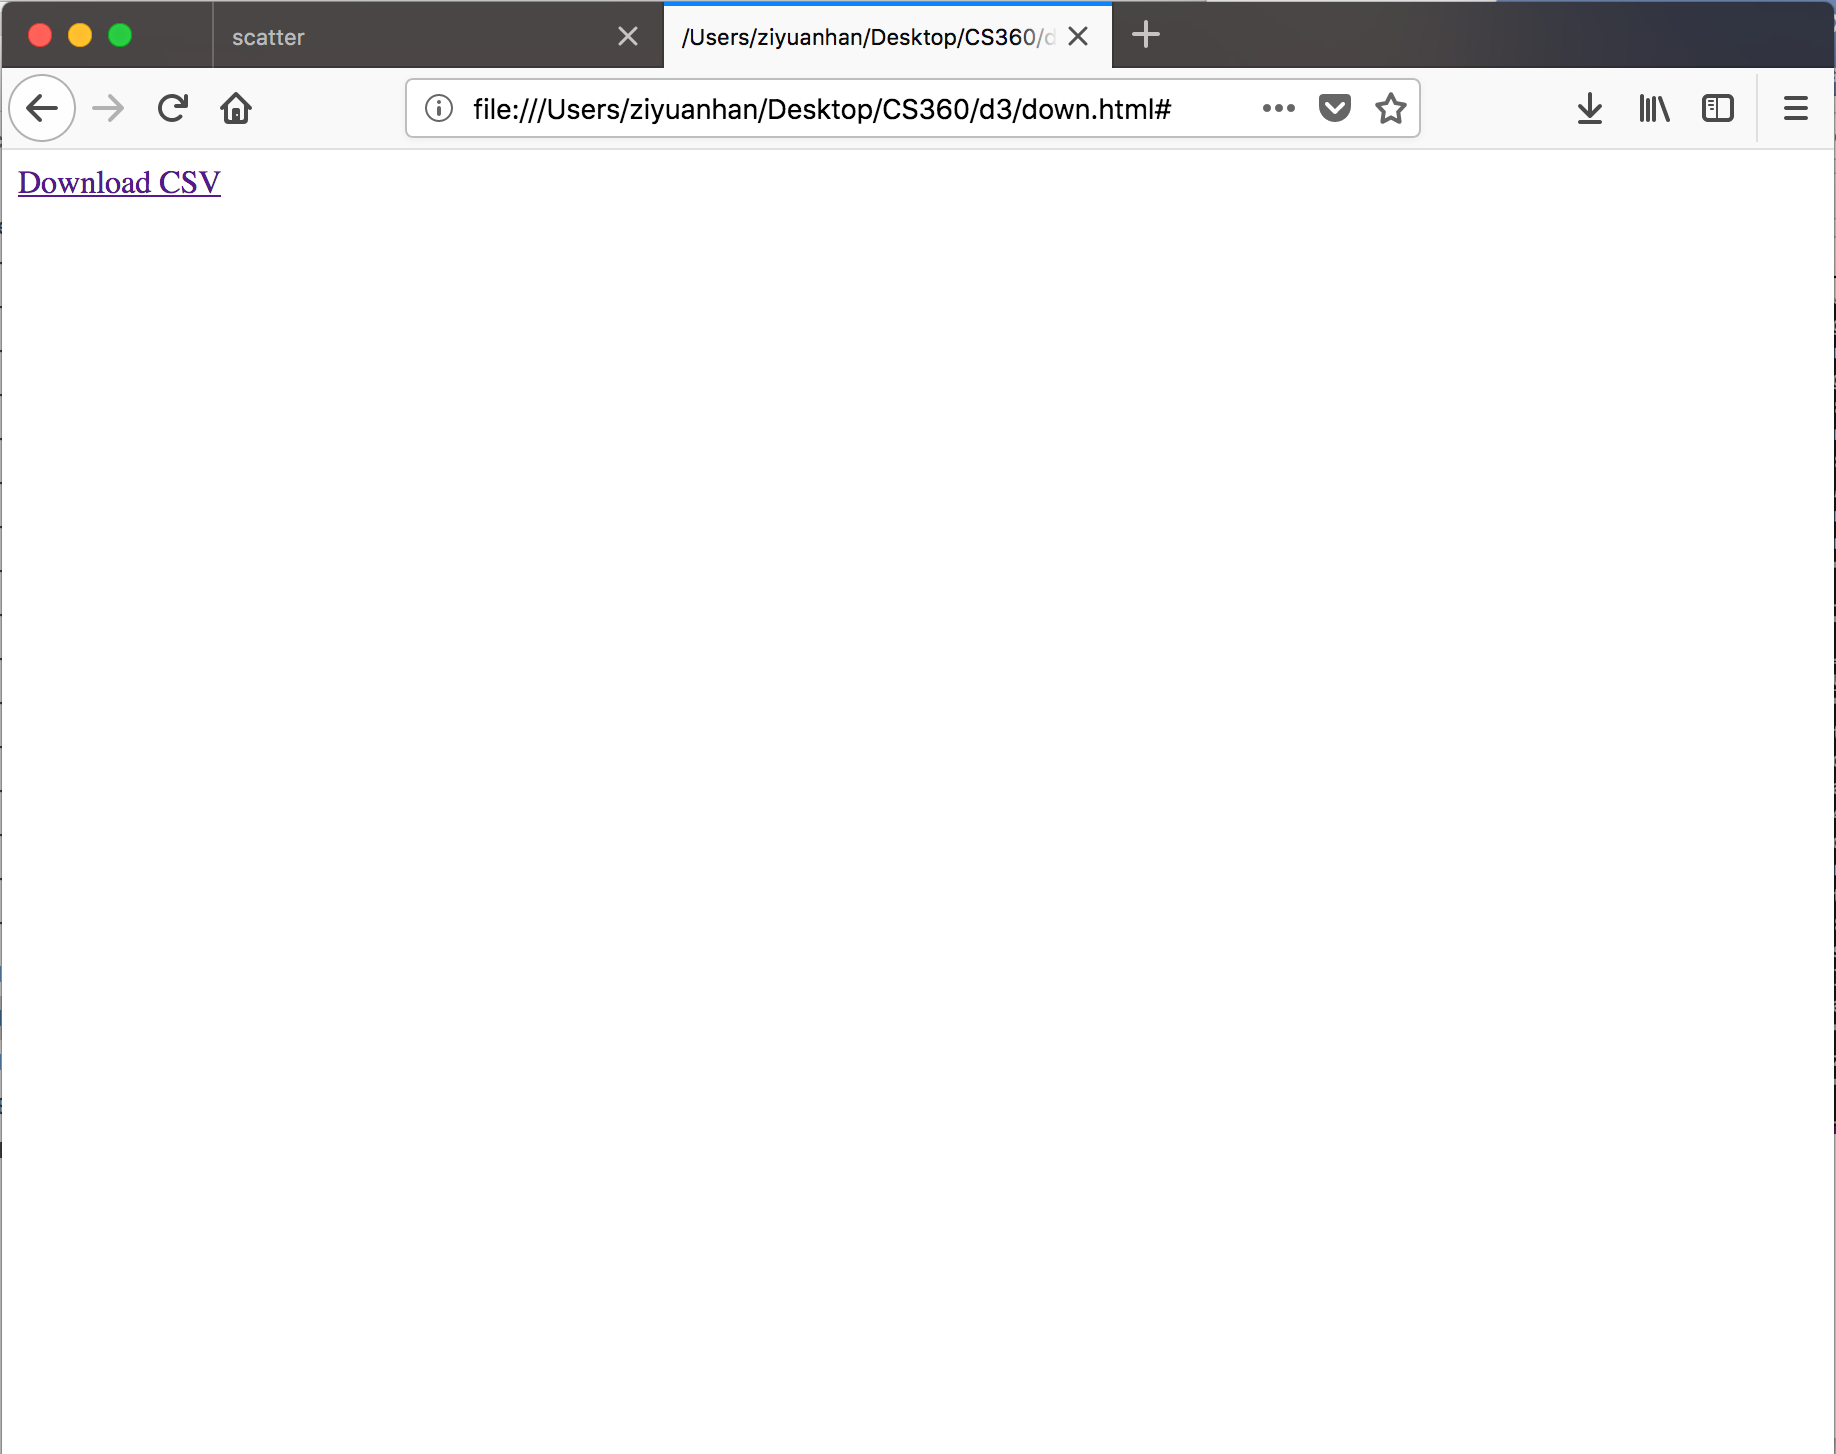 scatter
/Users/ziyuanhan/Desktop/CS360/d
file:///Users/ziyuanhan/Desktop/CS360/d3/down.html#
Download CSV